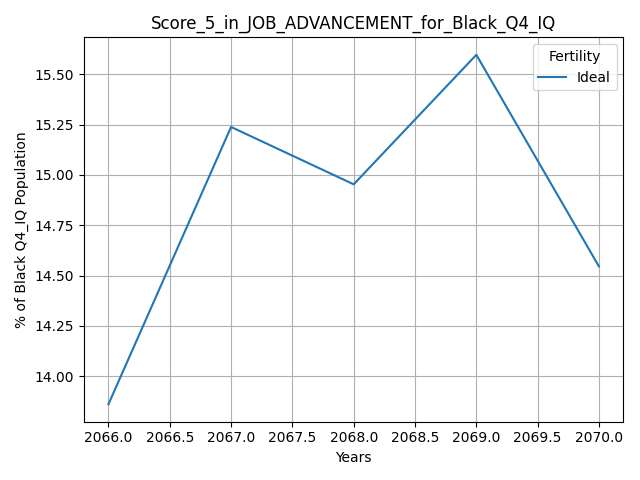 Score_5_in_JOB_ADVANCEMENT_for_Black_Q4_IQ
Fertility
Ideal
% of Black Q4_IQ Population
15.50
15.25
15.00
14.75
14.50
14.25
14.00
2066.0 2066.5 2067.0 2067.5 2068.0 2068.5 2069.0 2069.5 2070.0
Years